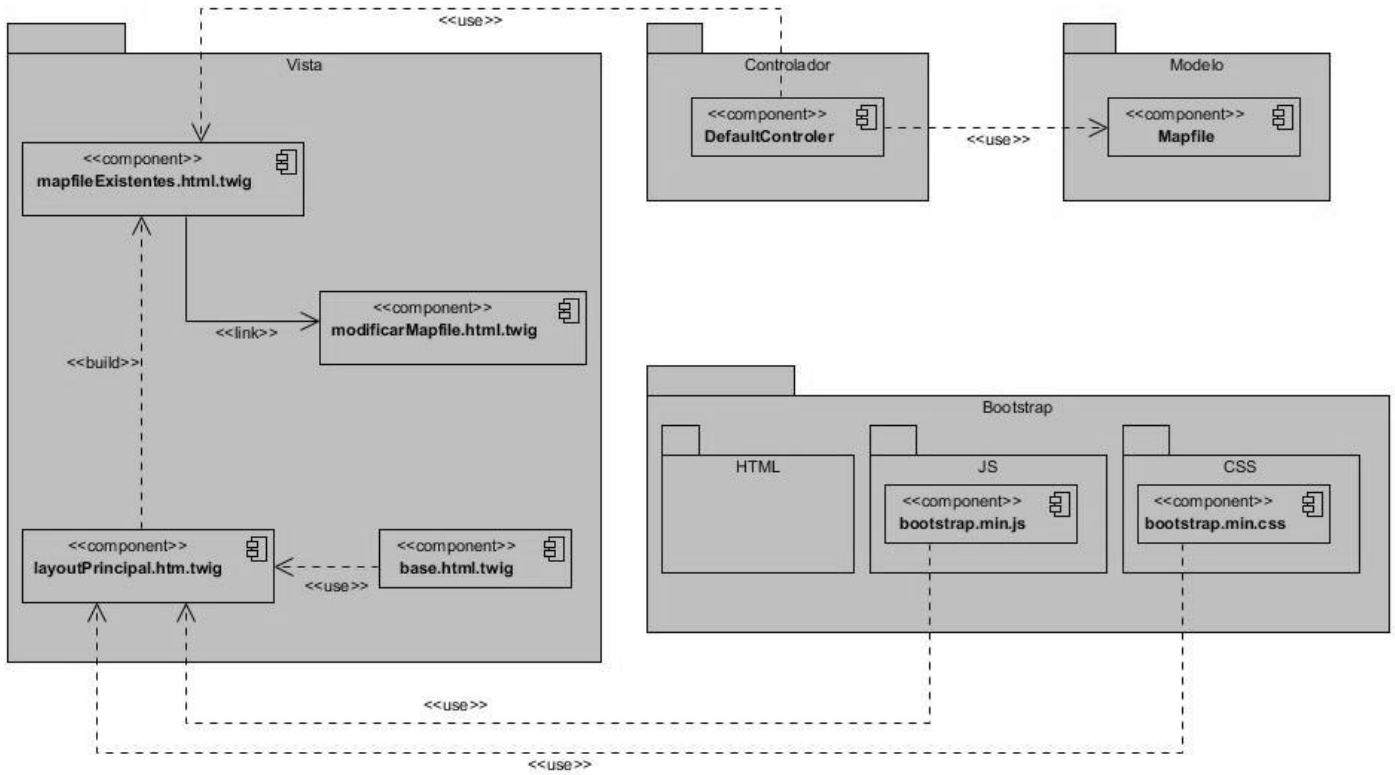 <<use>>
Vista
Controlador
Modelo
<<component>>
DefaultControler
<<use>>
<<component>>
Mapfile
<<component>>
mapfileExistentes.html.twig
<<component>>
modificarMapfile.html.twig
<<link>>
<<build>>
Bootstrap
HTML
JS
CSS
<<component>>
bootstrap.min.js
<<component>>
bootstrap.min.css
<<component>>
layoutPrincipal.htm.twig
<<component>>
base.html.twig
<<use>>
<<use>>
<<use>>